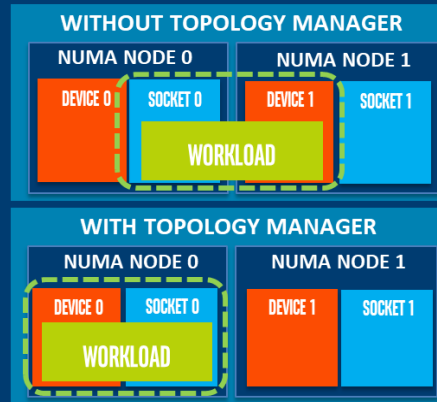 WITHOUT TOPOLOGY MANAGER
NUMA NODE 0
NUMA NODE 1
DEVICE 0
SOCKET 0
DEVICE 1
SOCKET 1
WORKLOAD
WITH TOPOLOGY MANAGER
NUMA NODE 0
NUMA NODE 1
DEVICE 0
SOCKET 0
DEVICE 1
SOCKET 1
WORKLOAD